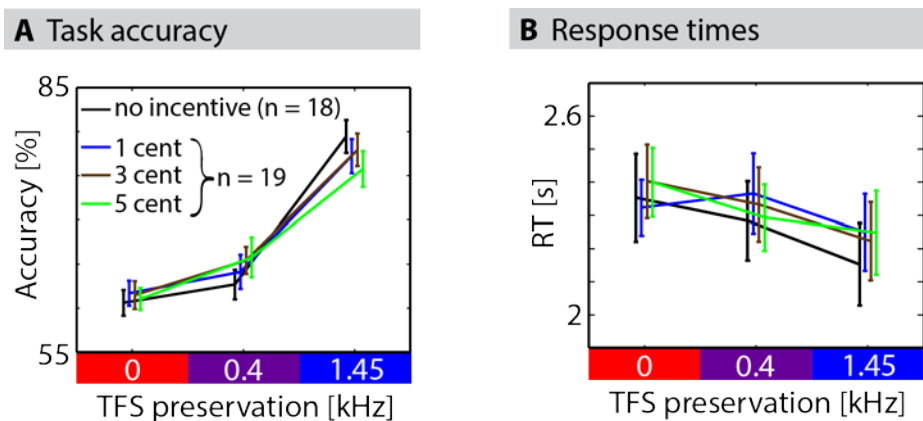 A Task accuracy
85
no incentive (n = 18)
1 cent
3 cent
n = 19
5 cent
Accuracy [%]
55
0 0.4 1.45
TFS preservation [kHz]
B Response times
2.6
RT [s]
2
0 0.4 1.45
TFS preservation [kHz]